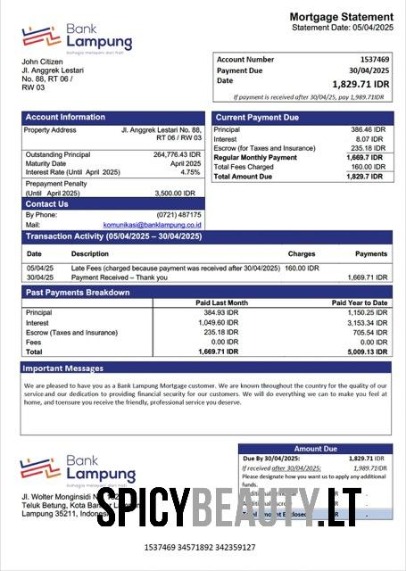 Mortgage Statement
Statement Date: 05/04/2025
Bank
Lampung
John Citizen
Jl. Anggrek Lestari
No. 88, RT 06 /
RW 03
Account Number 1537469
Payment Due 30/04/2025
Date
1,829.71 IDR
If payment is received after 30/04/25, pay 1,989.71IDR
Account Information
Property Address Jl. Anggrek Lestari No. 88,
RT 06 / RW 03
Outstanding Principal 264,776.43 IDR
Maturity Date April 2025
Interest Rate (Until April 2025) 4.75%
Prepayment Penalty
(Until April 2025) 3,500.00 IDR
Current Payment Due
Principal 386.46 IDR
Interest 8.07 IDR
Escrow (for Taxes and Insurance) 235.18 IDR
Regular Monthly Payment 1,669.7 IDR
Total Fees Charged 160.00 IDR
Total Amount Due 1,829.7 IDR
Contact Us
By Phone: (0721) 487175
Mail: komunikasi@banklampung.co.id
Transaction Activity (05/04/2025 – 30/04/2025)
Date Description Charges Payments
05/04/25 Late Fees (charged because payment was received after 30/04/2025) 160.00 IDR
30/04/25 Payment Received – Thank you 1,669.71 IDR
Past Payments Breakdown
Paid Last Month Paid Year to Date
Principal 384.93 IDR 1,150.25 IDR
Interest 1,049.60 IDR 3,153.34 IDR
Escrow (Taxes and Insurance) 235.18 IDR 705.54 IDR
Fees 0.00 IDR 0.00 IDR
Total 1,669.71 IDR 5,009.13 IDR
Important Messages
We are pleased to have you as a Bank Lampung Mortgage customer. We are known throughout the country for the quality of our
service and our dedication to providing financial security for our customers. We will do everything we can to make you feel at
home, and to ensure you receive the friendly, professional service you deserve.
Bank
Lampung
Jl. Wolter Monginsidi N
Teluk Betung, Kota Ban
Lampung 35211, Indones
Amount Due
Due By 30/04/2025: 1,829.71 IDR
If received after 30/04/2025: 1,989.71IDR
Please designate how you want us to apply any additional
funds.
SPICYBEAUTY.LT
1537469 34571892 342359127